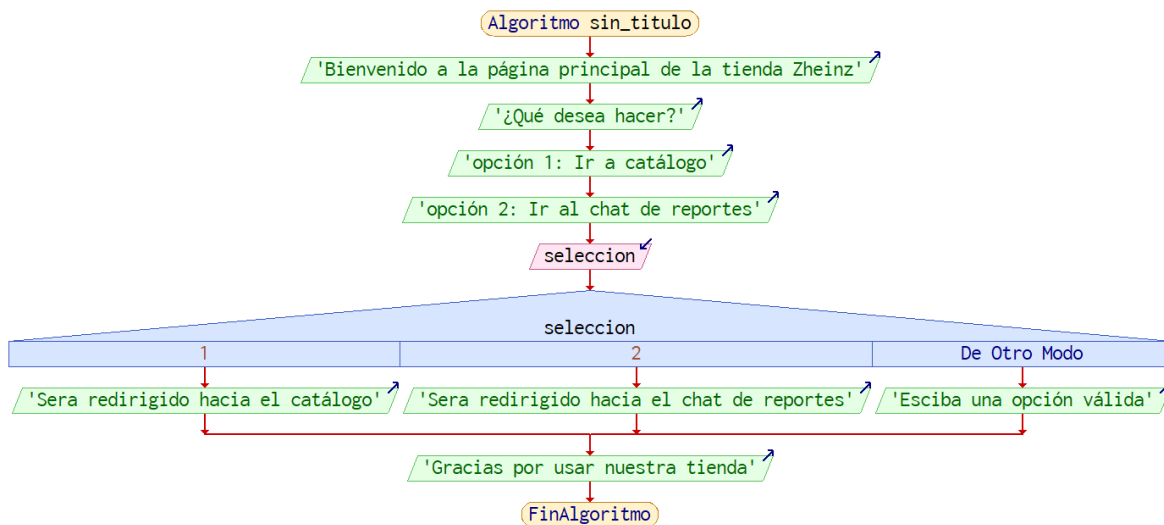 Algoritmo sin_titulo
'Bienvenido a la página principal de la tienda Zheinz'
'¿Qué desea hacer?'
'opción 1: Ir a catálogo'
'opción 2: Ir al chat de reportes'
seleccion
seleccion
1 2 De Otro Modo
'Sera redirigido hacia el catálogo' 'Sera redirigido hacia el chat de reportes' 'Esciba una opción válida'
'Gracias por usar nuestra tienda'
FinAlgoritmo